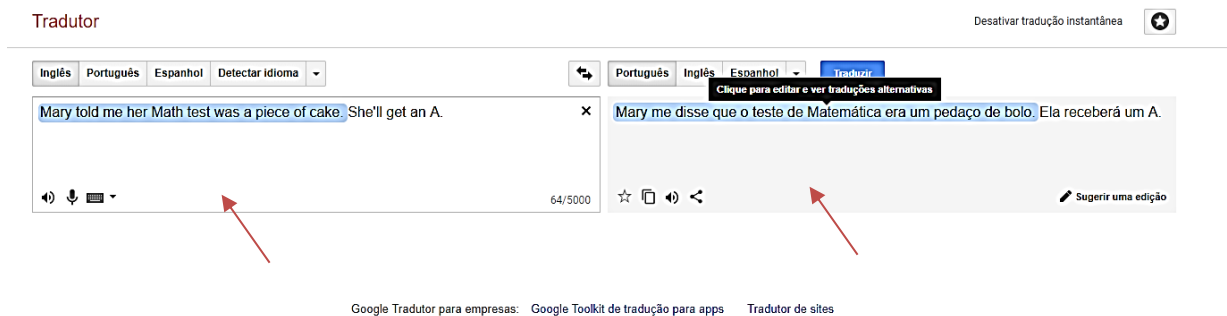 Tradutor
Desativar tradução instantânea
Inglês Português Espanhol Detectar idioma
Português Inglês Espanhol Traduzir
Clique para editar e ver traduções alternativas
Mary told me her Math test was a piece of cake. She'll get an A.
Mary me disse que o teste de Matemática era um pedaço de bolo. Ela receberá um A.
64/5000
Sugerir uma edição
Google Tradutor para empresas: Google Toolkit de tradução para apps Tradutor de sites